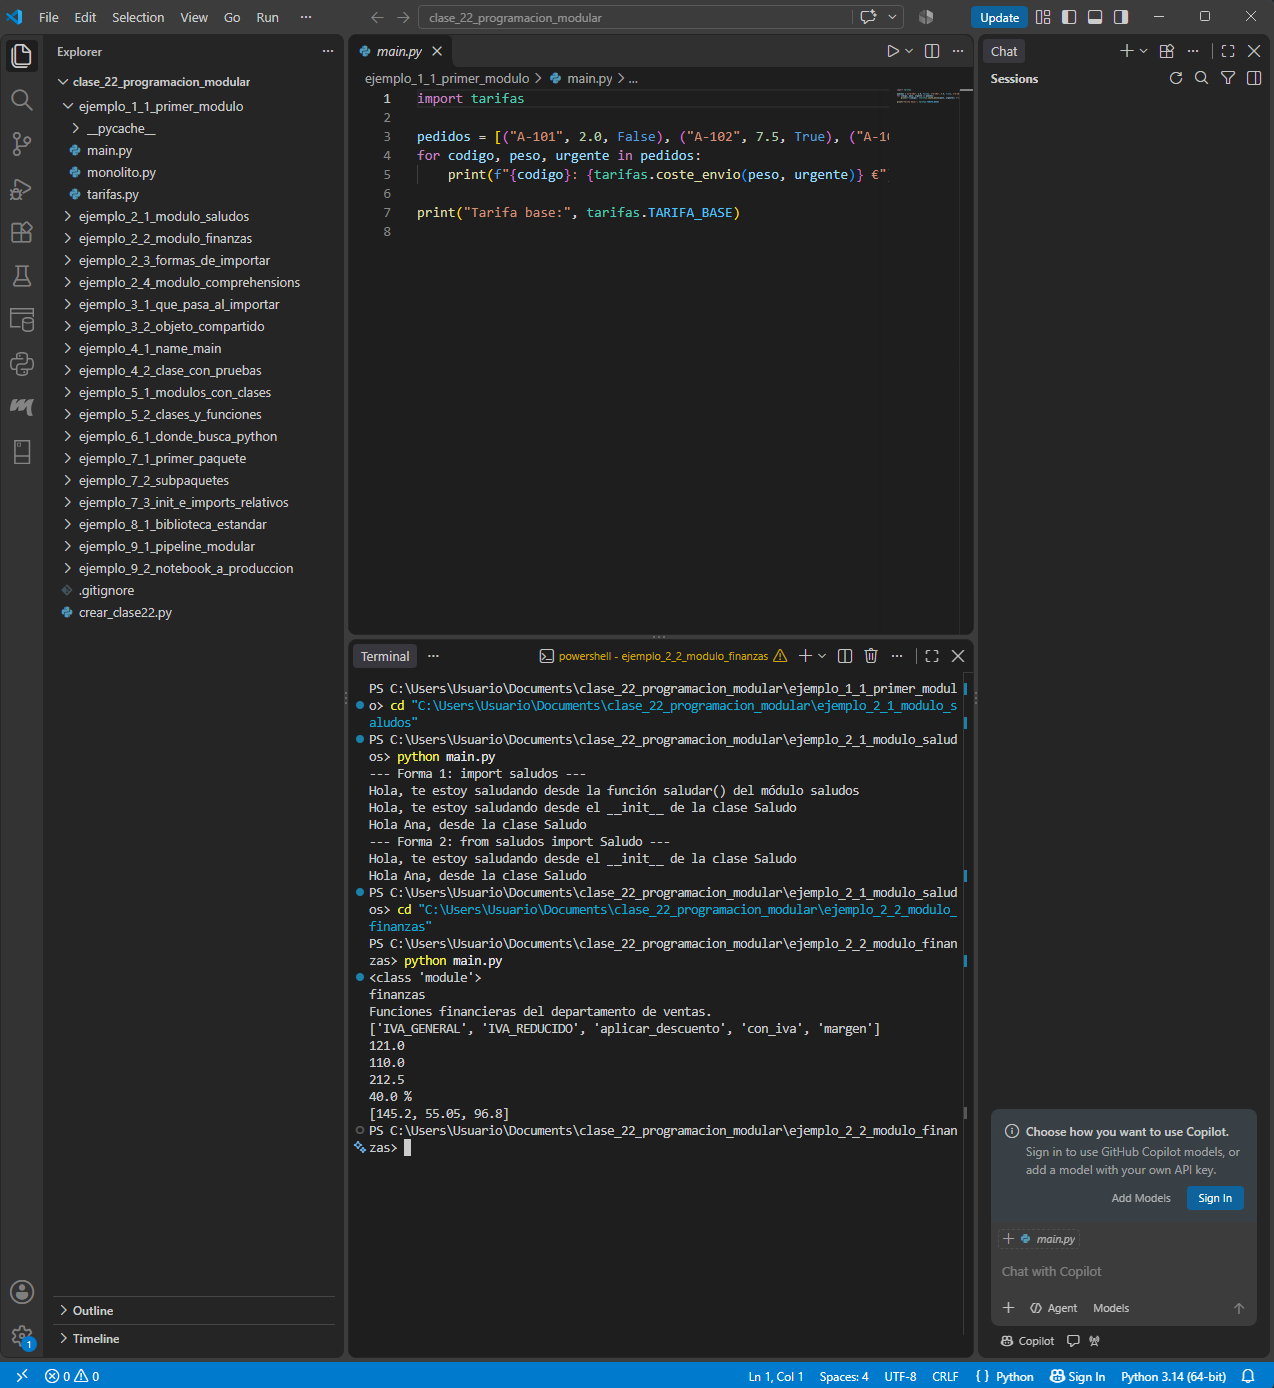 File Edit Selection View Go Run ···
clase_22_programacion_modular
Update
Explorer ···
clase_22_programacion_modular
ejemplo_1_1_primer_modulo
__pycache__
main.py
monolito.py
tarifas.py
ejemplo_2_1_modulo_saludos
ejemplo_2_2_modulo_finanzas
ejemplo_2_3_formas_de_importar
ejemplo_2_4_modulo_comprehensions
ejemplo_3_1_que_pasa_al_importar
ejemplo_3_2_objeto_compartido
ejemplo_4_1_name_main
ejemplo_4_2_clase_con_pruebas
ejemplo_5_1_modulos_con_clases
ejemplo_5_2_clases_y_funciones
ejemplo_6_1_donde_busca_python
ejemplo_7_1_primer_paquete
ejemplo_7_2_subpaquetes
ejemplo_7_3_init_e_imports_relativos
ejemplo_8_1_biblioteca_estandar
ejemplo_9_1_pipeline_modular
ejemplo_9_2_notebook_a_produccion
.gitignore
crear_clase22.py
Outline
Timeline
main.py
ejemplo_1_1_primer_modulo > main.py > ...
1 import tarifas
2
3 pedidos = [("A-101", 2.0, False), ("A-102", 7.5, True), ("A-10
4 for codigo, peso, urgente in pedidos:
5     print(f"{codigo}: {tarifas.coste_envio(peso, urgente)} €"
6
7 print("Tarifa base:", tarifas.TARIFA_BASE)
8
Terminal ···
powershell - ejemplo_2_2_modulo_finanzas
PS C:\Users\Usuario\Documents\clase_22_programacion_modular\ejemplo_1_1_primer_modul
o> cd "C:\Users\Usuario\Documents\clase_22_programacion_modular\ejemplo_2_1_modulo_s
aludos"
PS C:\Users\Usuario\Documents\clase_22_programacion_modular\ejemplo_2_1_modulo_salud
os> python main.py
--- Forma 1: import saludos ---
Hola, te estoy saludando desde la función saludar() del módulo saludos
Hola, te estoy saludando desde el __init__ de la clase Saludo
Hola Ana, desde la clase Saludo
--- Forma 2: from saludos import Saludo ---
Hola, te estoy saludando desde el __init__ de la clase Saludo
Hola Ana, desde la clase Saludo
PS C:\Users\Usuario\Documents\clase_22_programacion_modular\ejemplo_2_1_modulo_salud
os> cd "C:\Users\Usuario\Documents\clase_22_programacion_modular\ejemplo_2_2_modulo_
finanzas"
PS C:\Users\Usuario\Documents\clase_22_programacion_modular\ejemplo_2_2_modulo_finan
zas> python main.py
<class 'module'>
finanzas
Funciones financieras del departamento de ventas.
['IVA_GENERAL', 'IVA_REDUCIDO', 'aplicar_descuento', 'con_iva', 'margen']
121.0
110.0
212.5
40.0 %
[145.2, 55.05, 96.8]
PS C:\Users\Usuario\Documents\clase_22_programacion_modular\ejemplo_2_2_modulo_finan
zas>
Chat
Sessions
Choose how you want to use Copilot.
Sign in to use GitHub Copilot models, or
add a model with your own API key.
Add Models Sign In
main.py
Chat with Copilot
Agent Models
Copilot
1
0 0 Ln 1, Col 1 Spaces: 4 UTF-8 CRLF { } Python Sign In Python 3.14 (64-bit)